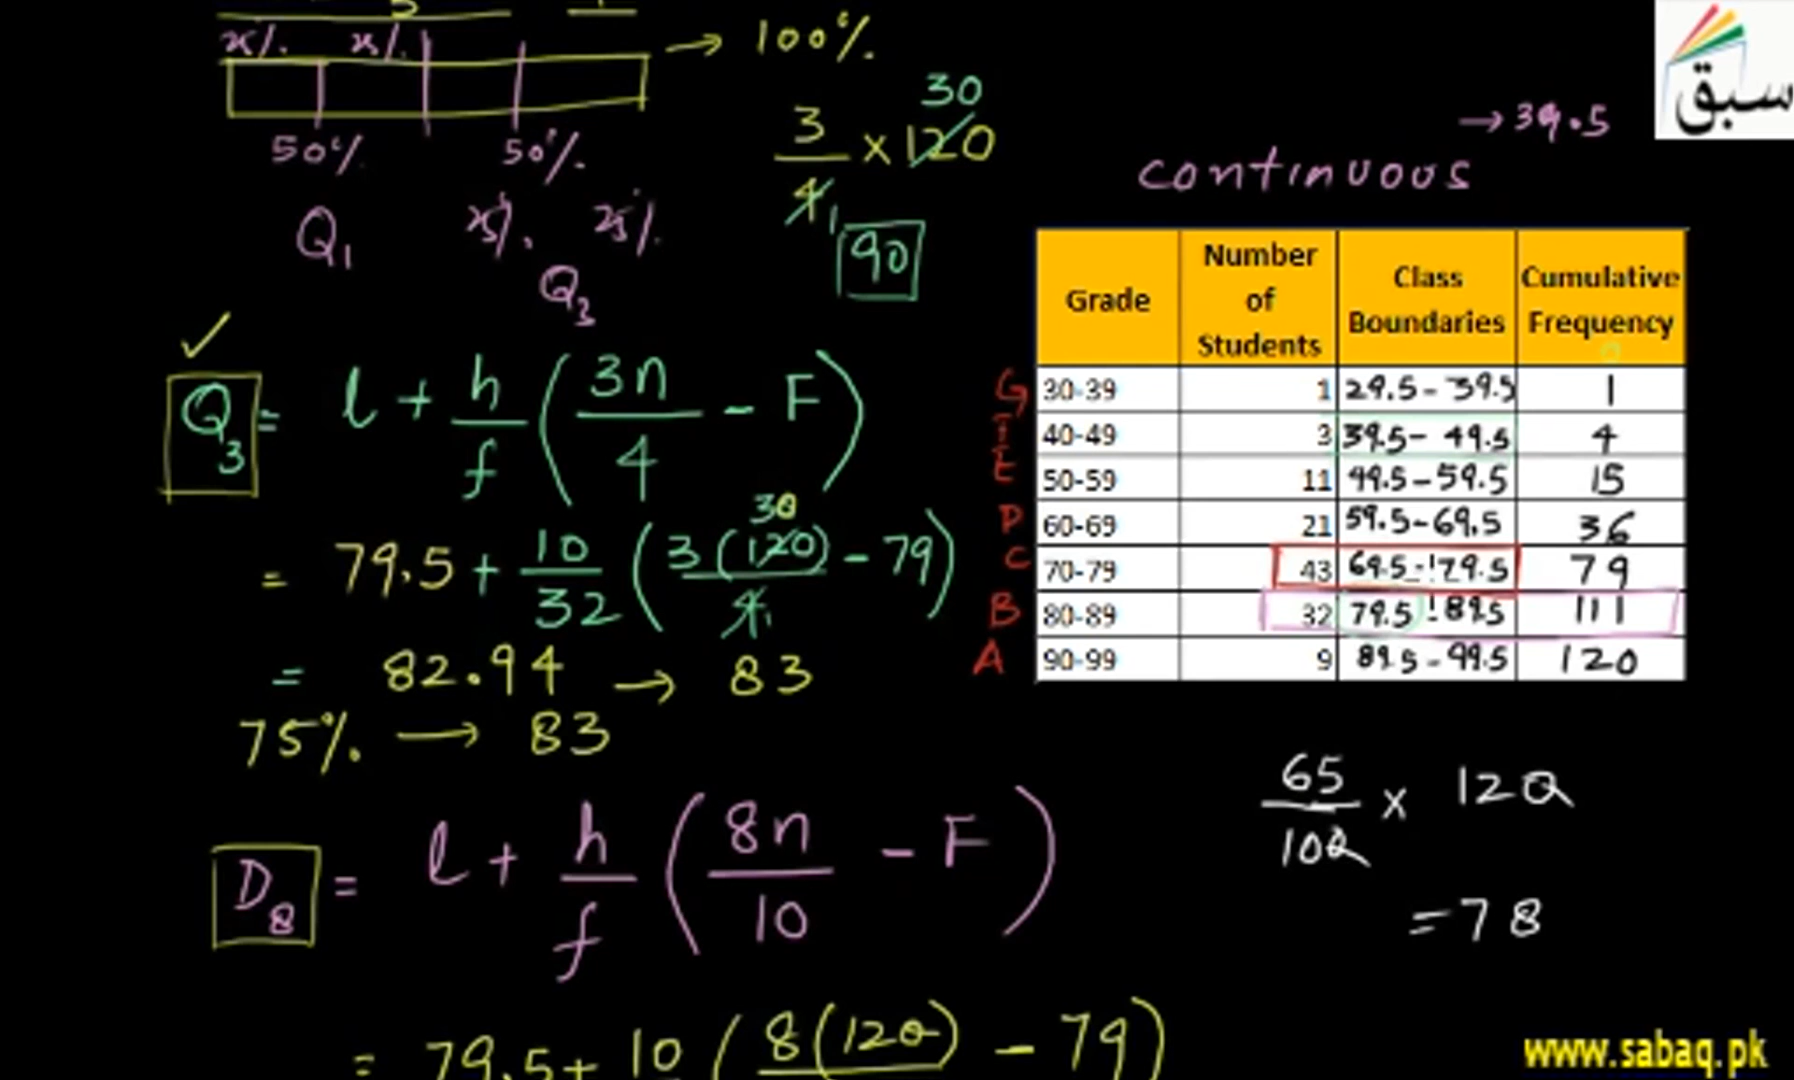 x/. x/. → 100%.
50% 50%.
Q1 25/. 25/.
Q3
3/4 x 120
30
1
90
سبق
→ 39.5
continuous
Grade Number of Students Class Boundaries Cumulative Frequency
0
G 30-39 1 29.5-39.5 1
F 40-49 3 39.5-49.5 4
E 50-59 11 49.5-59.5 15
D 60-69 21 59.5-69.5 36
C 70-79 43 69.5-79.5 79
B 80-89 32 79.5-89.5 111
A 90-99 9 89.5-99.5 120
✓
Q3 = l + h/f (3n/4 - F)
30
= 79.5 + 10/32 (3(120)/4 1 - 79)
= 82.94 → 83
75%. → 83
D8 = l + h/f (8n/10 - F)
= 79.5 + 10 (8(120) - 79)
65/100 x 120
= 78
www.sabaq.pk